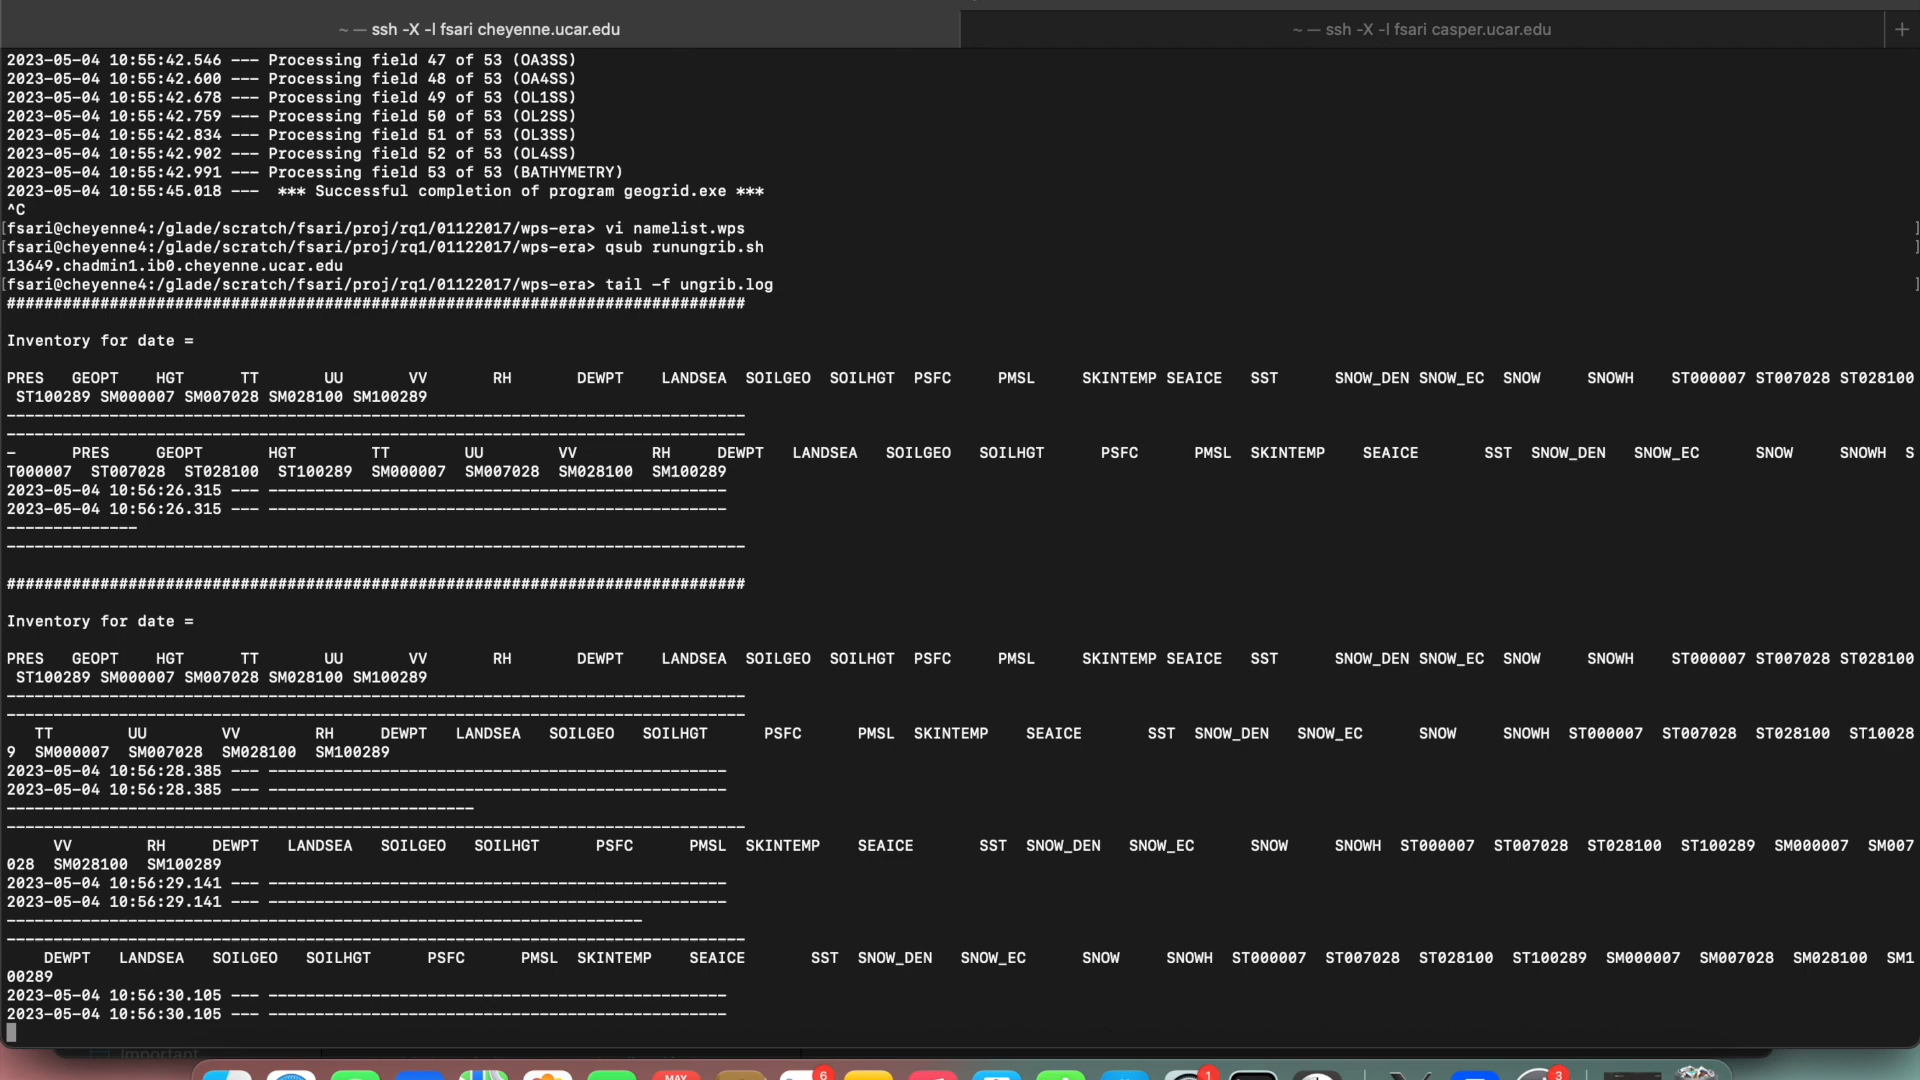 ~ — ssh -X -l fsari cheyenne.ucar.edu
~ — ssh -X -l fsari casper.ucar.edu
+
2023-05-04 10:55:42.546 --- Processing field 47 of 53 (OA3SS)
2023-05-04 10:55:42.600 --- Processing field 48 of 53 (OA4SS)
2023-05-04 10:55:42.678 --- Processing field 49 of 53 (OL1SS)
2023-05-04 10:55:42.759 --- Processing field 50 of 53 (OL2SS)
2023-05-04 10:55:42.834 --- Processing field 51 of 53 (OL3SS)
2023-05-04 10:55:42.902 --- Processing field 52 of 53 (OL4SS)
2023-05-04 10:55:42.991 --- Processing field 53 of 53 (BATHYMETRY)
2023-05-04 10:55:45.018 ---  *** Successful completion of program geogrid.exe ***
^C
[fsari@cheyenne4:/glade/scratch/fsari/proj/rq1/01122017/wps-era> vi namelist.wps ]
[fsari@cheyenne4:/glade/scratch/fsari/proj/rq1/01122017/wps-era> qsub runungrib.sh ]
13649.chadmin1.ib0.cheyenne.ucar.edu
[fsari@cheyenne4:/glade/scratch/fsari/proj/rq1/01122017/wps-era> tail -f ungrib.log ]
###############################################################################
Inventory for date =
PRES GEOPT HGT TT UU VV RH DEWPT LANDSEA SOILGEO SOILHGT PSFC PMSL SKINTEMP SEAICE SST SNOW_DEN SNOW_EC SNOW SNOWH ST000007 ST007028 ST028100
ST100289 SM000007 SM007028 SM028100 SM100289
-------------------------------------------------------------------------------
-------------------------------------------------------------------------------
- PRES GEOPT HGT TT UU VV RH DEWPT LANDSEA SOILGEO SOILHGT PSFC PMSL SKINTEMP SEAICE SST SNOW_DEN SNOW_EC SNOW SNOWH S
T000007 ST007028 ST028100 ST100289 SM000007 SM007028 SM028100 SM100289
2023-05-04 10:56:26.315 --- -------------------------------------------------
2023-05-04 10:56:26.315 --- -------------------------------------------------
--------------
-------------------------------------------------------------------------------
###############################################################################
Inventory for date =
PRES GEOPT HGT TT UU VV RH DEWPT LANDSEA SOILGEO SOILHGT PSFC PMSL SKINTEMP SEAICE SST SNOW_DEN SNOW_EC SNOW SNOWH ST000007 ST007028 ST028100
ST100289 SM000007 SM007028 SM028100 SM100289
-------------------------------------------------------------------------------
-------------------------------------------------------------------------------
TT UU VV RH DEWPT LANDSEA SOILGEO SOILHGT PSFC PMSL SKINTEMP SEAICE SST SNOW_DEN SNOW_EC SNOW SNOWH ST000007 ST007028 ST028100 ST10028
9 SM000007 SM007028 SM028100 SM100289
2023-05-04 10:56:28.385 --- -------------------------------------------------
2023-05-04 10:56:28.385 --- -------------------------------------------------
--------------------------------------------------
-------------------------------------------------------------------------------
VV RH DEWPT LANDSEA SOILGEO SOILHGT PSFC PMSL SKINTEMP SEAICE SST SNOW_DEN SNOW_EC SNOW SNOWH ST000007 ST007028 ST028100 ST100289 SM000007 SM007
028 SM028100 SM100289
2023-05-04 10:56:29.141 --- -------------------------------------------------
2023-05-04 10:56:29.141 --- -------------------------------------------------
--------------------------------------------------------------------
-------------------------------------------------------------------------------
DEWPT LANDSEA SOILGEO SOILHGT PSFC PMSL SKINTEMP SEAICE SST SNOW_DEN SNOW_EC SNOW SNOWH ST000007 ST007028 ST028100 ST100289 SM000007 SM007028 SM028100 SM1
00289
2023-05-04 10:56:30.105 --- -------------------------------------------------
2023-05-04 10:56:30.105 --- -------------------------------------------------
Important
MAY
6
1
3